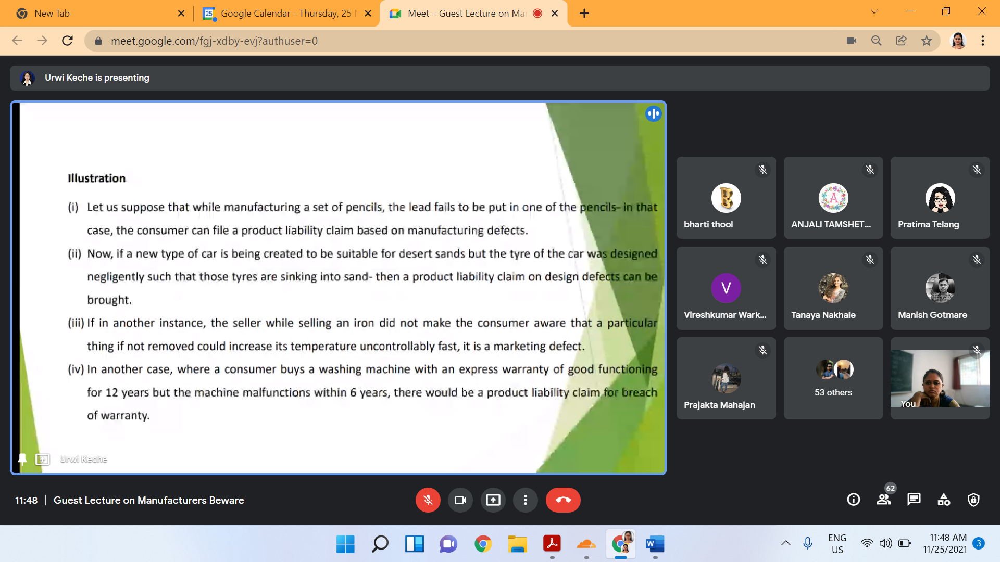 New Tab
Google Calendar - Thursday, 25
Meet – Guest Lecture on Ma
meet.google.com/fgj-xdby-evj?authuser=0
Urwi Keche is presenting
Illustration
(i) Let us suppose that while manufacturing a set of pencils, the lead fails to be put in one of the pencils- in that
case, the consumer can file a product liability claim based on manufacturing defects.
(ii) Now, if a new type of car is being created to be suitable for desert sands but the tyre of the car was designed
negligently such that those tyres are sinking into sand- then a product liability claim on design defects can be
brought.
(iii) If in another instance, the seller while selling an iron did not make the consumer aware that a particular
thing if not removed could increase its temperature uncontrollably fast, it is a marketing defect.
(iv) In another case, where a consumer buys a washing machine with an express warranty of good functioning
for 12 years but the machine malfunctions within 6 years, there would be a product liability claim for breach
of warranty.
Urwi Keche
bharti thool
ANJALI TAMSHET...
Pratima Telang
V
Vireshkumar Wark...
Tanaya Nakhale
Manish Gotmare
Prajakta Mahajan
53 others
You
11:48
Guest Lecture on Manufacturers Beware
62
ENG
US
11:48 AM
11/25/2021
3